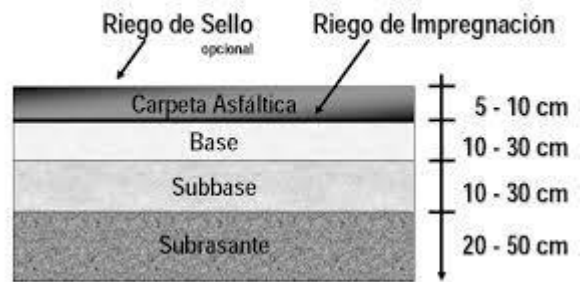 Riego de Sello
opcional
Riego de Impregnación
Carpeta Asfáltica
5 - 10 cm
Base
10 - 30 cm
Subbase
10 - 30 cm
Subrasante
20 - 50 cm